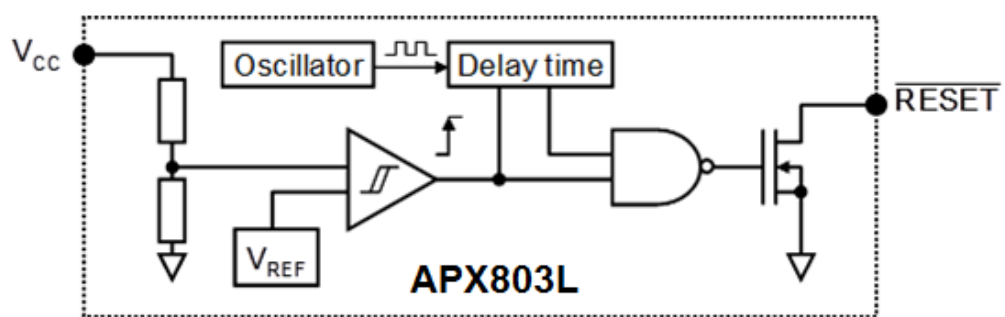 VCC
Oscillator
Delay time
RESET
VREF
APX803L